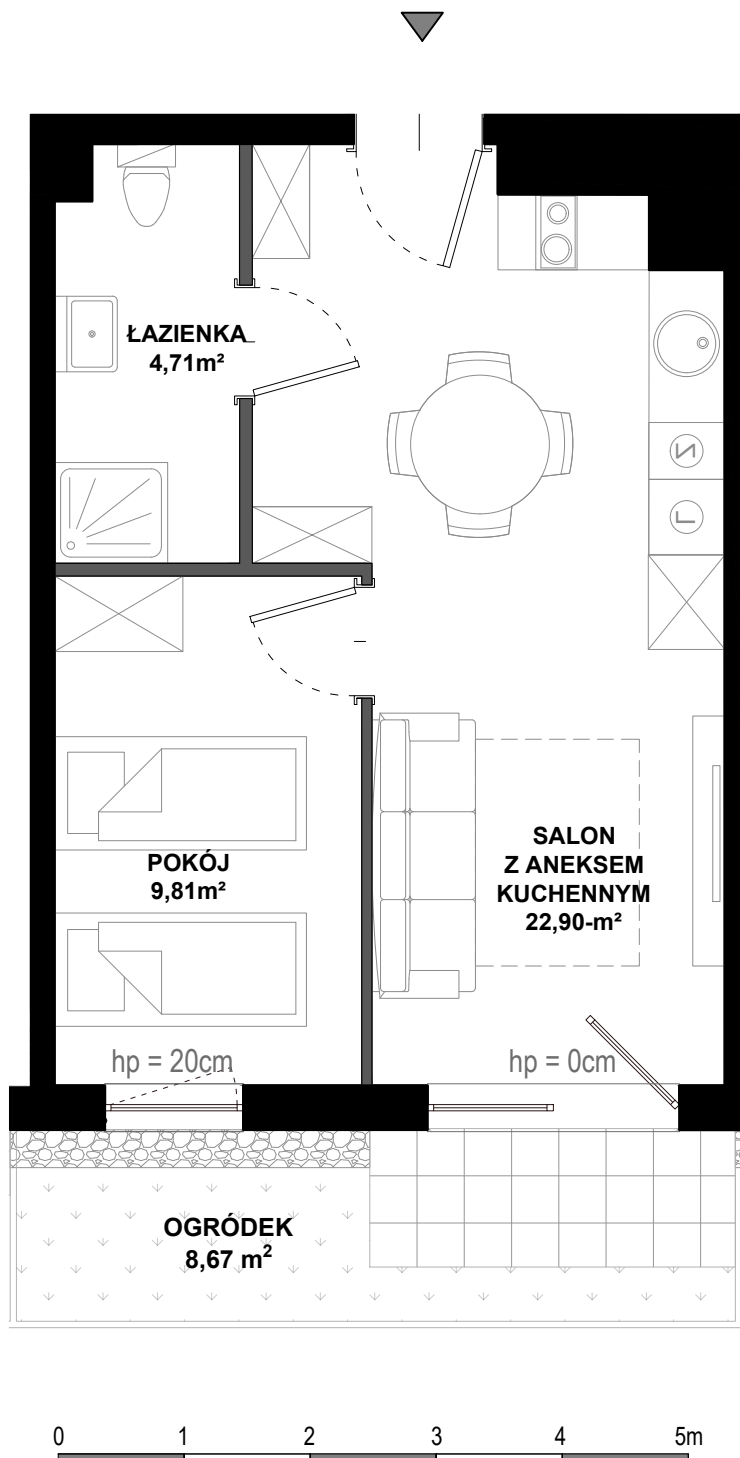 ŁAZIENKA
4,71m²
POKÓJ
9,81m²
SALON
Z ANEKSEM
KUCHENNYM
22,90-m²
N
L
hp = 20cm
hp = 0cm
OGRÓDEK
8,67 m²
0 1 2 3 4 5m